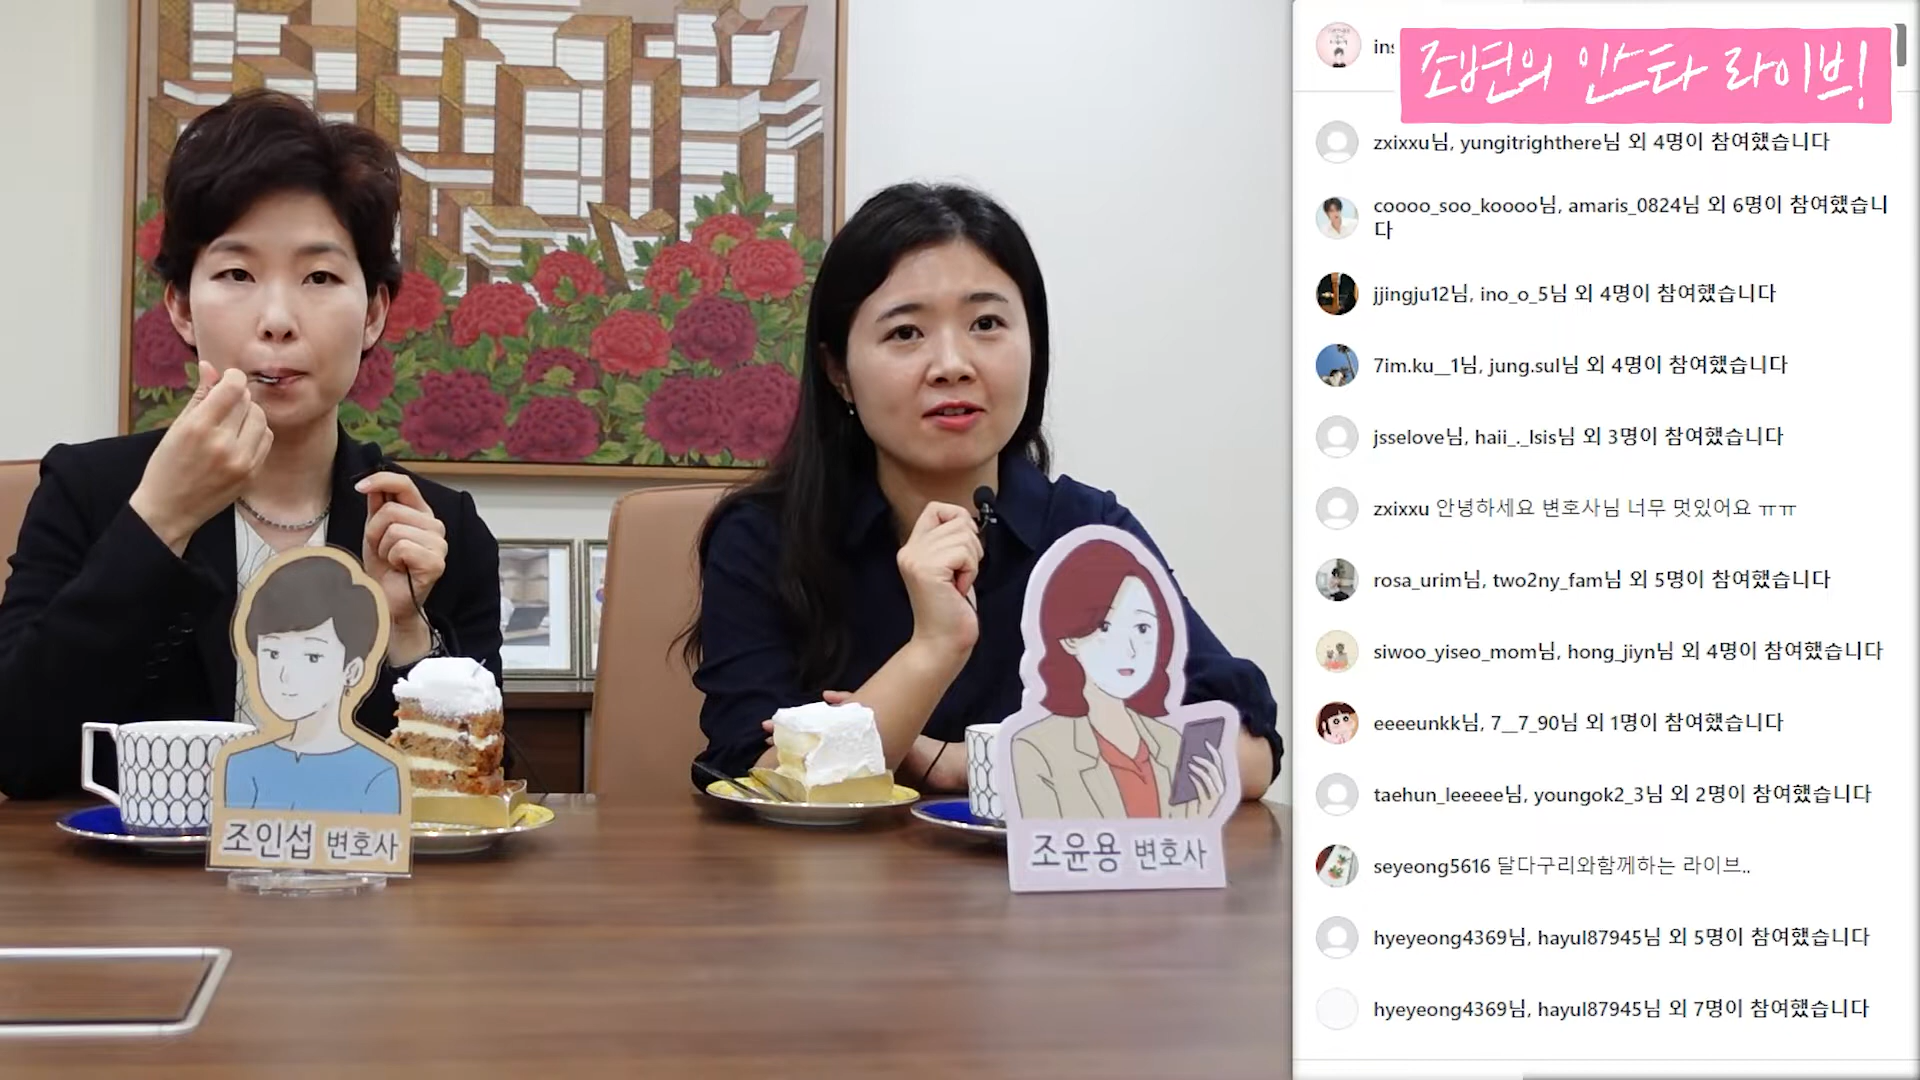 조변의 인스타 라이브!
ins
zxixxu님, yungitrighthere님 외 4명이 참여했습니다
coooo_soo_koooo님, amaris_0824님 외 6명이 참여했습니
다
jjingju12님, ino_o_5님 외 4명이 참여했습니다
7im.ku__1님, jung.sul님 외 4명이 참여했습니다
jsselove님, haii_._lsis님 외 3명이 참여했습니다
zxixxu 안녕하세요 변호사님 너무 멋있어요 ㅠㅠ
rosa_urim님, two2ny_fam님 외 5명이 참여했습니다
siwoo_yiseo_mom님, hong_jiyn님 외 4명이 참여했습니다
eeeeunkk님, 7__7_90님 외 1명이 참여했습니다
taehun_leeeee님, youngok2_3님 외 2명이 참여했습니다
seyeong5616 달다구리와함께하는 라이브..
hyeyeong4369님, hayul87945님 외 5명이 참여했습니다
hyeyeong4369님, hayul87945님 외 7명이 참여했습니다
조인섭 변호사
조윤용 변호사